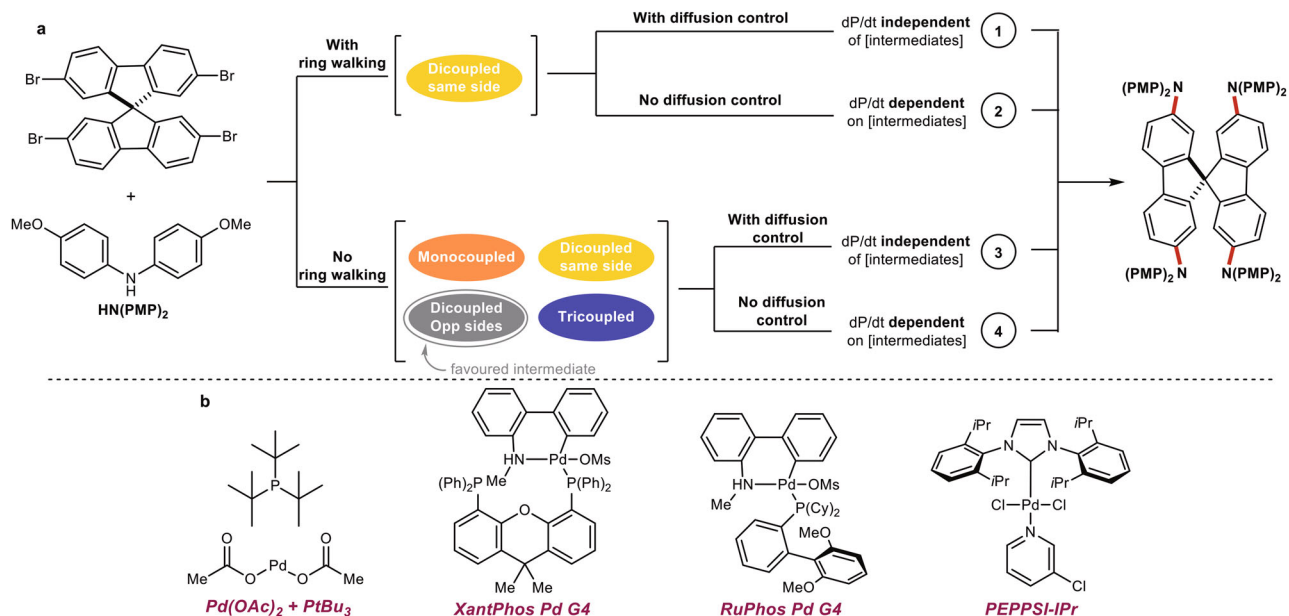 a
Br
Br
Br
Br
+
MeO
OMe
N
H
HN(PMP)2
With
ring walking
No
ring walking
Dicoupled
same side
Monocoupled
Dicoupled
same side
Dicoupled
Opp sides
Tricoupled
favoured intermediate
With diffusion control
No diffusion control
With diffusion
control
No diffusion
control
dP/dt independent
of [intermediates]
1
dP/dt dependent
on [intermediates]
2
dP/dt independent
of [intermediates]
3
dP/dt dependent
on [intermediates]
4
(PMP)2N
N(PMP)2
(PMP)2N
N(PMP)2
b
P
O
O
Me
O
Pd
O
Me
Pd(OAc)2 + PtBu3
HN
Pd
OMs
Me
(Ph)2P
P(Ph)2
O
Me
Me
XantPhos Pd G4
HN
Pd
OMs
Me
P(Cy)2
MeO
MeO
RuPhos Pd G4
iPr
iPr
N
N
iPr
iPr
Cl
Pd
Cl
N
Cl
PEPPSI-IPr